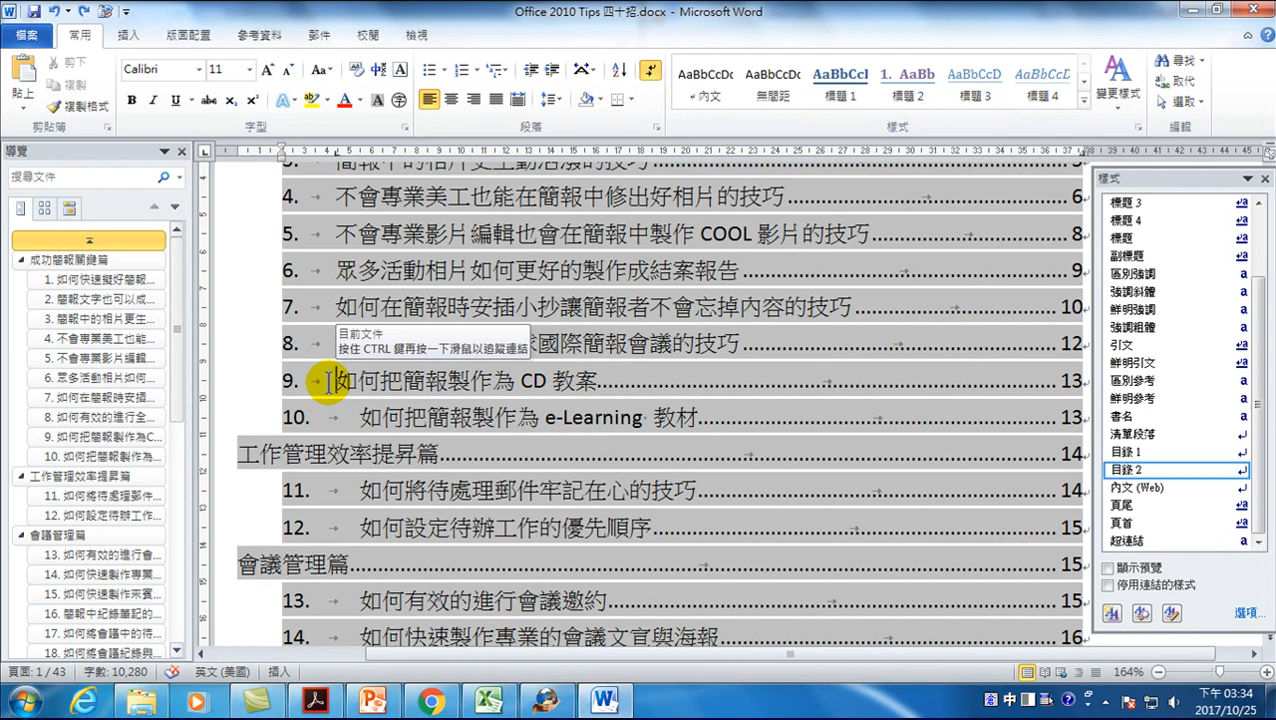 Office 2010 Tips 四十招.docx - Microsoft Word
檔案 常用 插入 版面配置 參考資料 郵件 校閱 檢視
貼上 剪下 複製 複製格式 剪貼簿
Calibri 11 字型
段落
AaBbCcDc AaBbCcDc AaBbCcI 1. AaBb AaBbCcD AaBbCcD
內文 無間距 標題 1 標題 2 標題 3 標題 4
樣式
變更樣式
尋找 取代 選取 編輯
導覽
搜尋文件
成功簡報關鍵篇
1. 如何快速擬好簡報...
2. 簡報文字也可以成...
3. 簡報中的相片更生...
4. 不會專業美工也能...
5. 不會專業影片編輯...
6. 眾多活動相片如何...
7. 如何在簡報時安插...
8. 如何有效的進行全...
9. 如何把簡報製作為C...
10. 如何把簡報製作為...
工作管理效率提昇篇
11. 如何將待處理郵件...
12. 如何設定待辦工作...
會議管理篇
13. 如何有效的進行會...
14. 如何快速製作專業...
15. 如何快速製作來賓...
16. 簡報中紀錄筆記的...
17. 如何將會議中的待...
18. 如何將會議紀錄與...
4. 不會專業美工也能在簡報中修出好相片的技巧 6
5. 不會專業影片編輯也會在簡報中製作 COOL 影片的技巧 8
6. 眾多活動相片如何更好的製作成結案報告 9
7. 如何在簡報時安插小抄讓簡報者不會忘掉內容的技巧 10
目前文件
按住 CTRL 鍵再按一下滑鼠以追蹤連結
8. 國際簡報會議的技巧 12
9. 如何把簡報製作為 CD 教案 13
10. 如何把簡報製作為 e-Learning 教材 13
工作管理效率提昇篇 14
11. 如何將待處理郵件牢記在心的技巧 14
12. 如何設定待辦工作的優先順序 15
會議管理篇 15
13. 如何有效的進行會議邀約 15
14. 如何快速製作專業的會議文宣與海報 16
樣式
標題 3
標題 4
標題
副標題
區別強調
強調斜體
鮮明強調
強調粗體
引文
鮮明引文
區別參考
鮮明參考
書名
清單段落
目錄 1
目錄 2
內文 (Web)
頁尾
頁首
超連結
顯示預覽
停用連結的樣式
選項...
頁面: 1 / 43 字數: 10,280 英文 (美國) 插入 164%
下午 03:34
2017/10/25